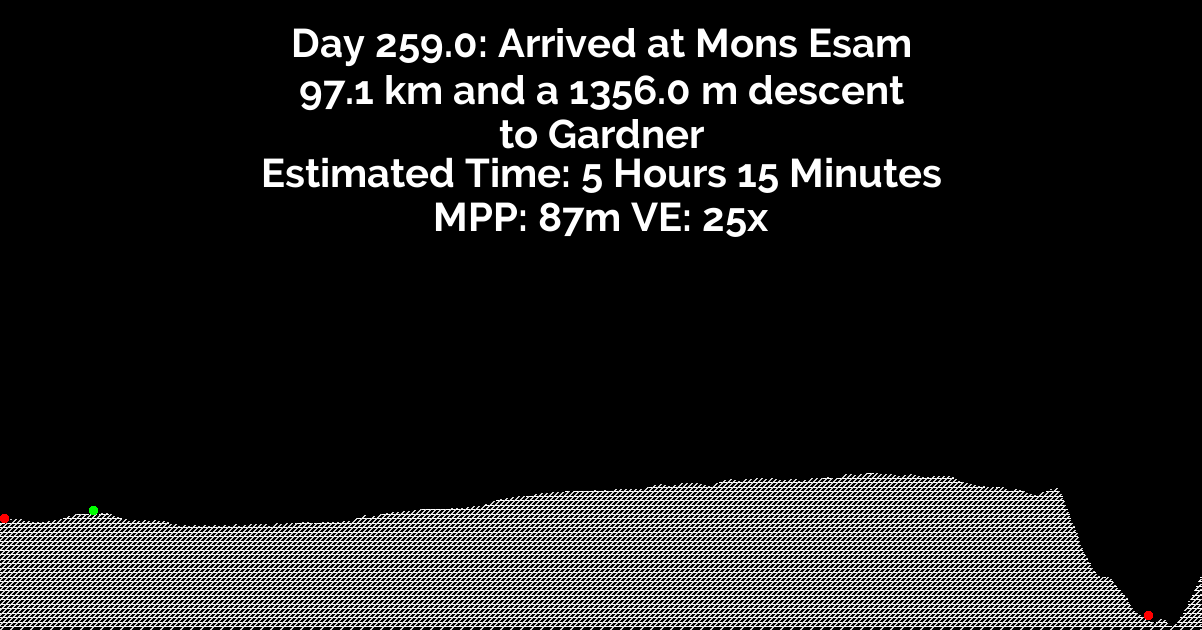 Day 259.0: Arrived at Mons Esam
97.1 km and a 1356.0 m descent
to Gardner
Estimated Time: 5 Hours 15 Minutes
MPP: 87m VE: 25x